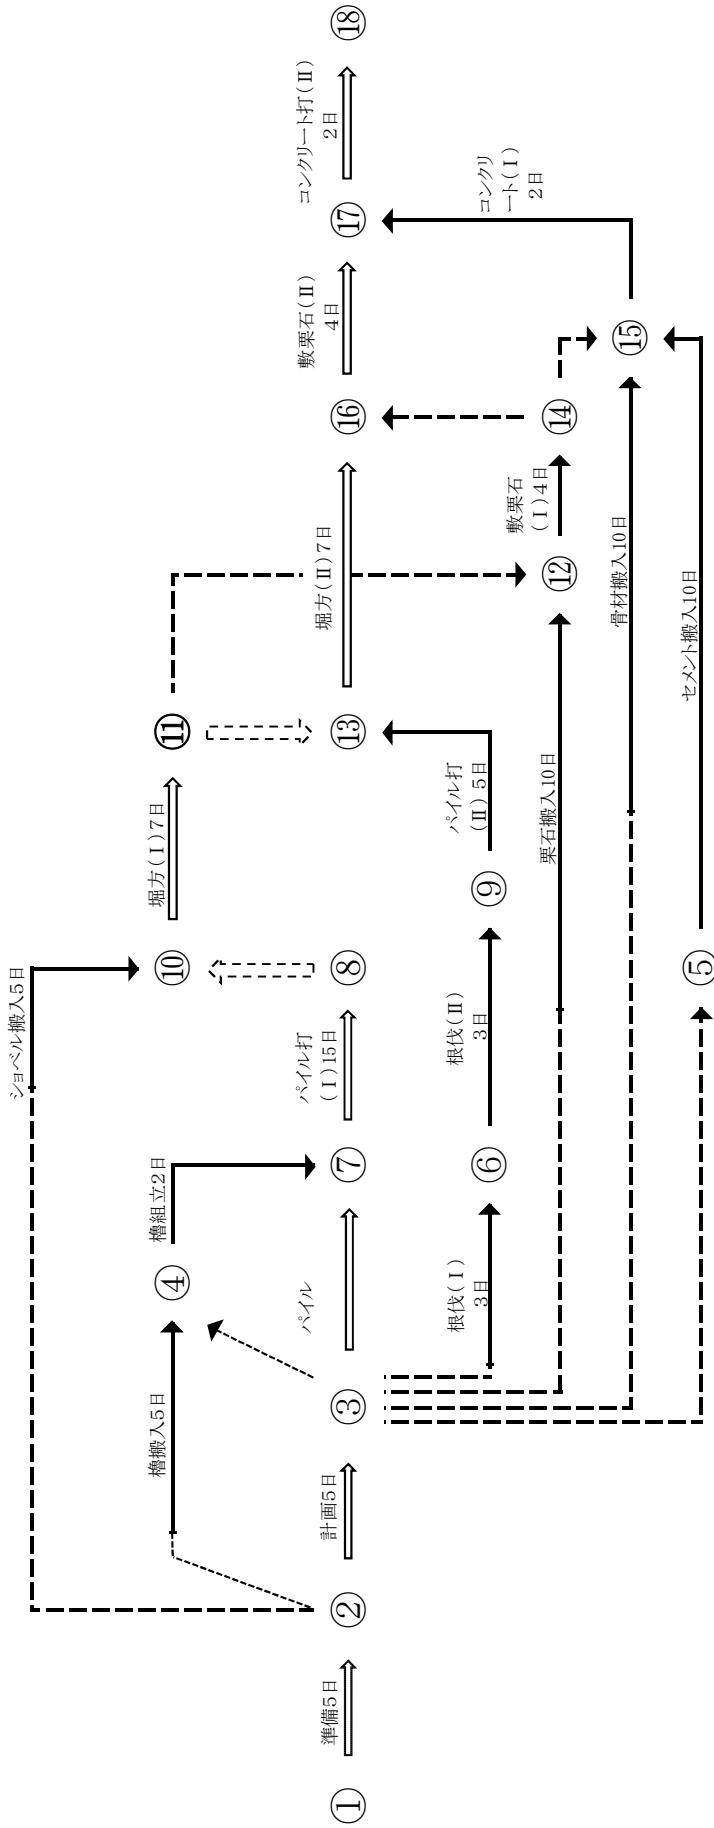 ①
準備5日
②
計画5日
③
パイル
⑦
パイル打
(Ⅰ)15日
⑧
⑬
堀方(Ⅱ)7日
⑯
敷栗石(Ⅱ)
4日
⑰
コンクリート打(Ⅱ)
2日
⑱
ショベル搬入5日
櫓搬入5日
④
櫓組立2日
⑩
堀方(Ⅰ)7日
⑪
根伐(Ⅰ)
3日
⑥
根伐(Ⅱ)
3日
⑨
パイル打
(Ⅱ)5日
栗石搬入10日
⑫
敷栗石
(Ⅰ)4日
⑭
骨材搬入10日
⑮
コンクリ
ート(Ⅰ)
2日
⑤
セメント搬入10日